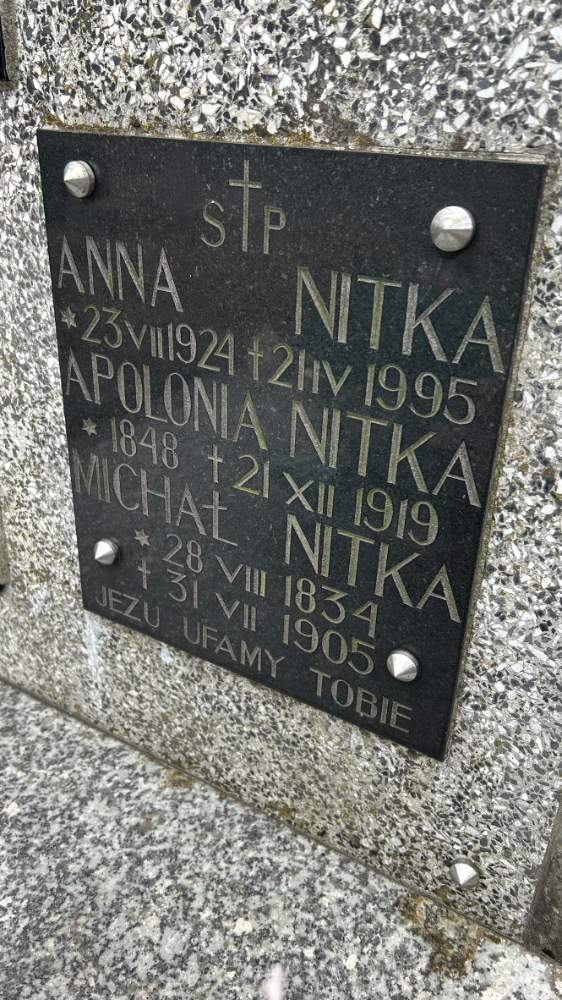 S✝P
ANNA NITKA
*23 VII 1924 ✝ 21 IV 1995
APOLONIA NITKA
* 1848 ✝ 21 XII 1919
MICHAŁ NITKA
* 28 VIII 1834
✝ 31 VII 1905
JEZU UFAMY TOBIE